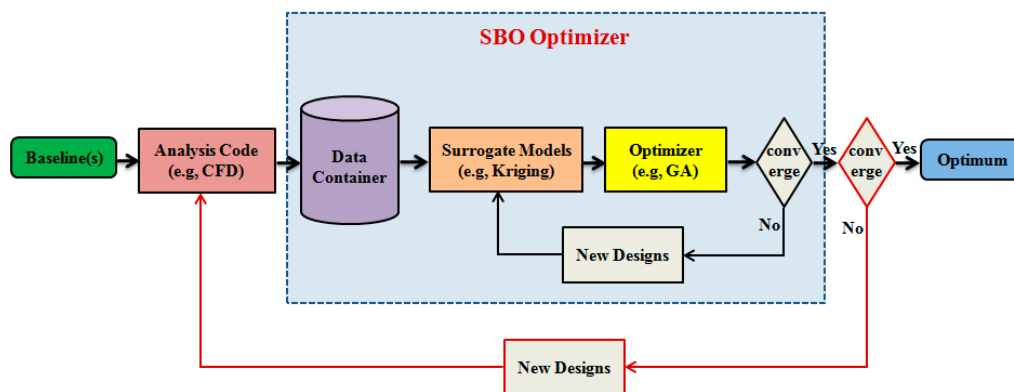 SBO Optimizer
Baseline(s)
Analysis Code
(e.g, CFD)
Data
Container
Surrogate Models
(e.g, Kriging)
Optimizer
(e.g, GA)
conv
erge
Yes
conv
erge
Yes
Optimum
No
No
New Designs
New Designs